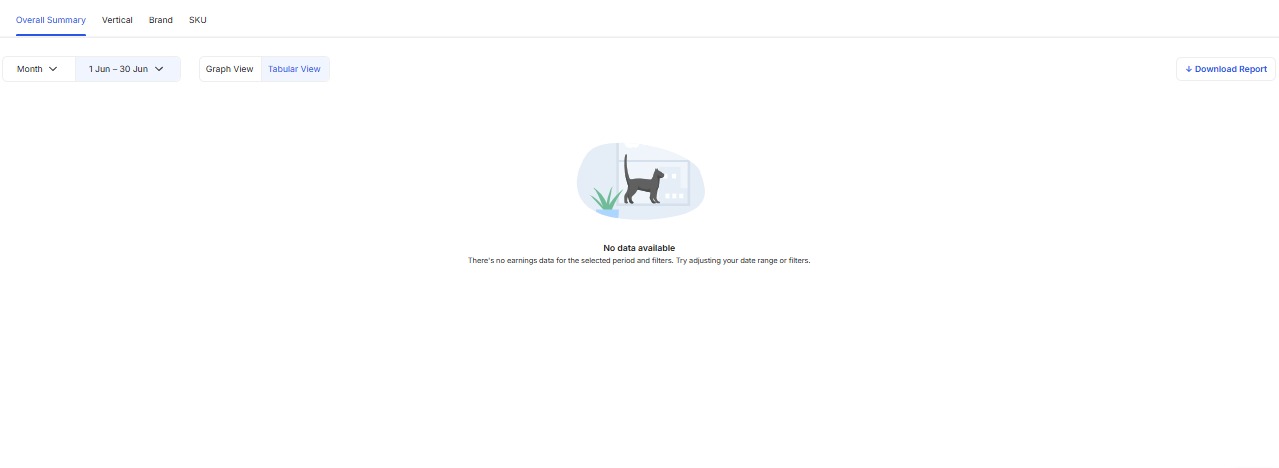 Overall Summary Vertical Brand SKU
Month 1 Jun – 30 Jun Graph View Tabular View ↓ Download Report
No data available
There's no earnings data for the selected period and filters. Try adjusting your date range or filters.